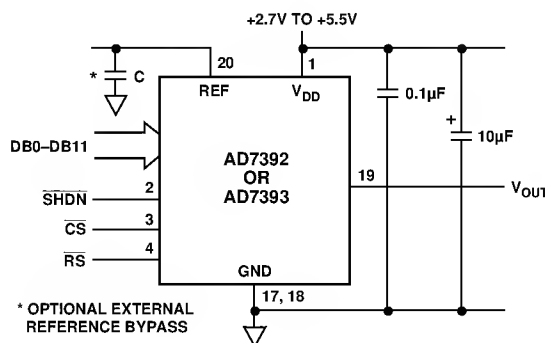 +2.7V TO +5.5V
* C
20
1
REF
VDD
0.1µF
+
10µF
DB0–DB11
AD7392
OR
AD7393
19
VOUT
SHDN
2
CS
3
RS
4
GND
17, 18
* OPTIONAL EXTERNAL
REFERENCE BYPASS